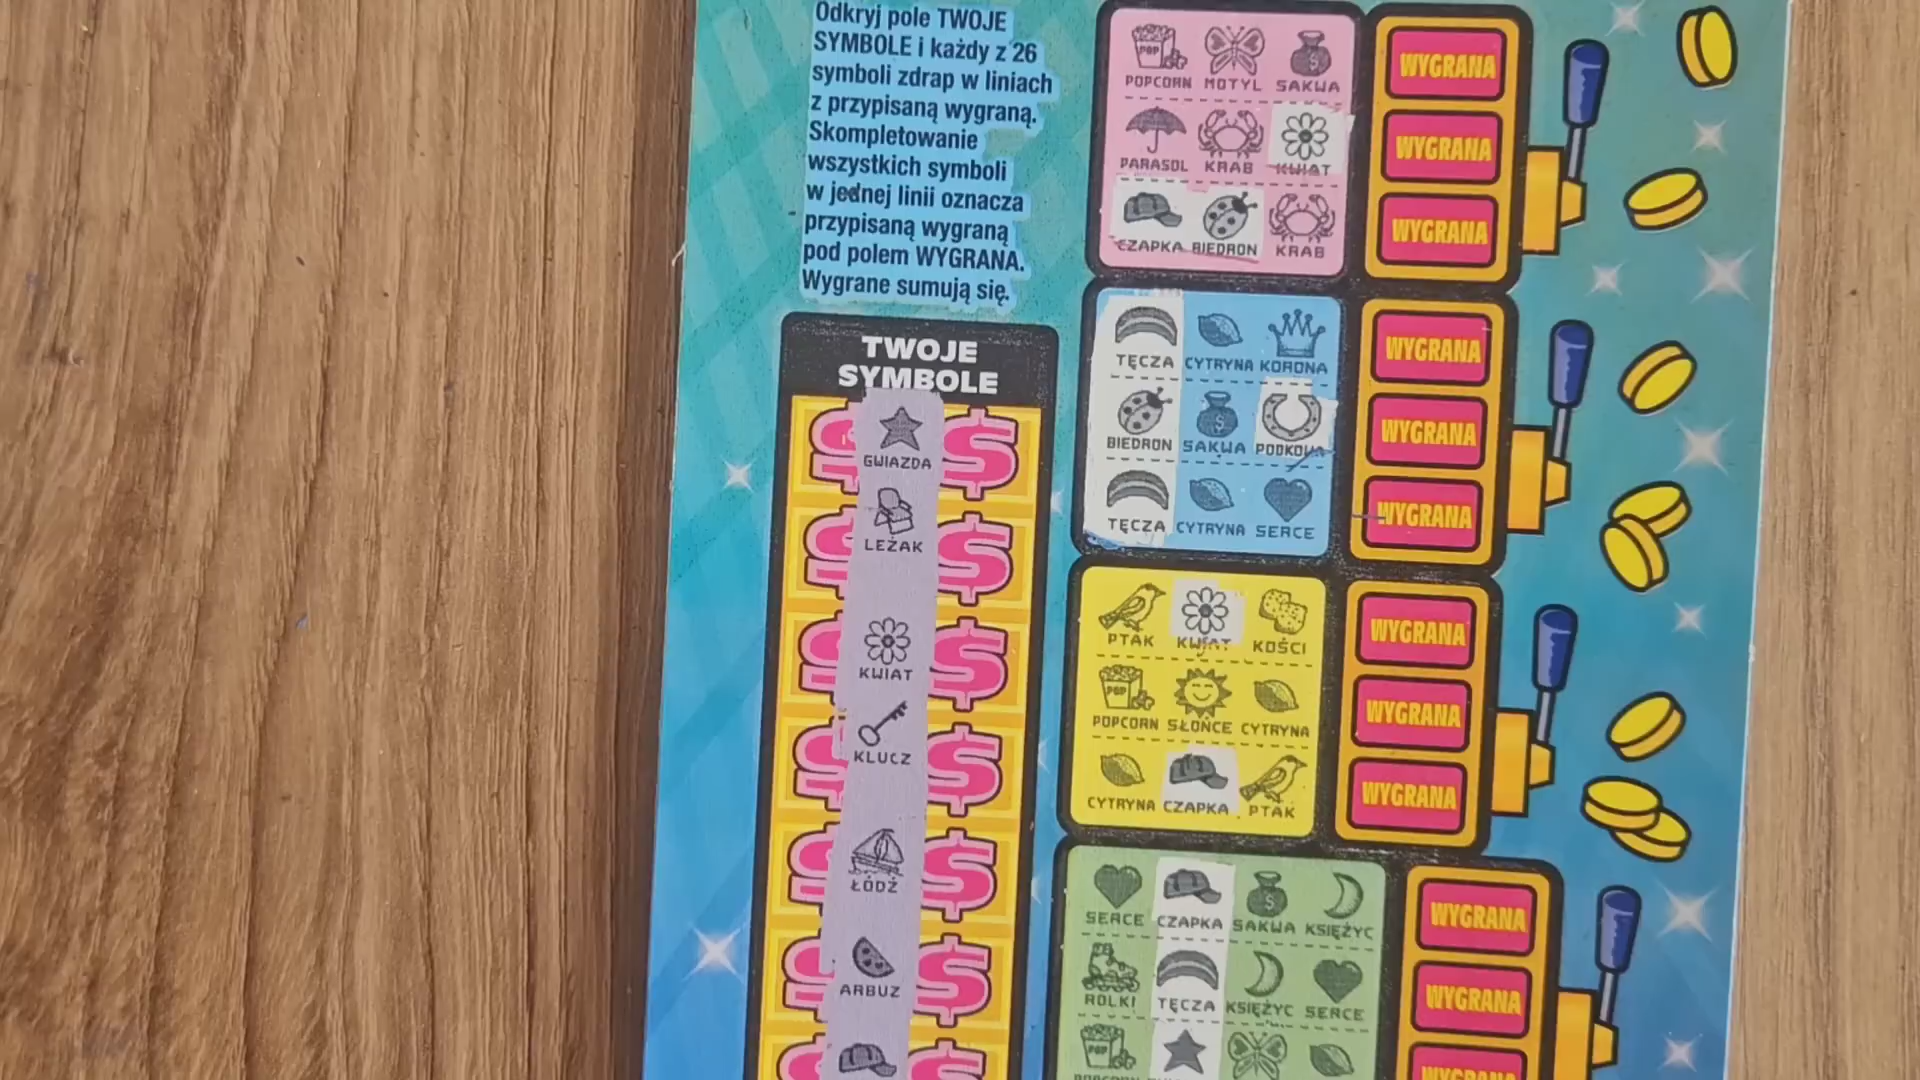 Odkryj pole TWOJE
SYMBOLE i każdy z 26
symboli zdrap w liniach
z przypisaną wygraną.
Skompletowanie
wszystkich symboli
w jednej linii oznacza
przypisaną wygraną
pod polem WYGRANA.
Wygrane sumują się.
TWOJE
SYMBOLE
GWIAZDA
LEŻAK
KWIAT
KLUCZ
ŁÓDŹ
ARBUZ
POP
POPCORN MOTYL SAKWA
WYGRANA
PARASOL KRAB KWIAT
WYGRANA
CZAPKA BIEDRON KRAB
WYGRANA
TĘCZA CYTRYNA KORONA
WYGRANA
BIEDRON SAKWA PODKOWA
WYGRANA
TĘCZA CYTRYNA SERCE
WYGRANA
PTAK KWIAT KOŚCI
WYGRANA
POP
POPCORN SŁOŃCE CYTRYNA
WYGRANA
CYTRYNA CZAPKA PTAK
WYGRANA
SERCE CZAPKA SAKWA KSIĘŻYC
WYGRANA
ROLKI TĘCZA KSIĘŻYC SERCE
WYGRANA
POP